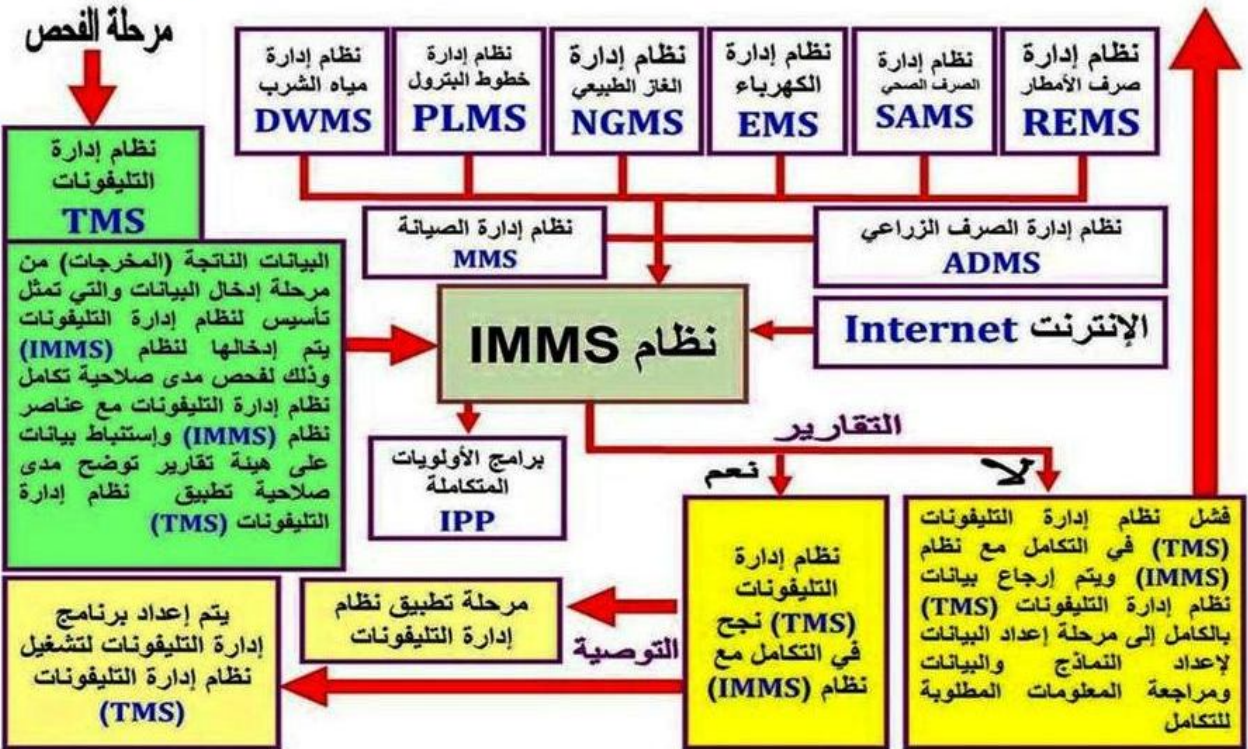 مرحلة الفحص
نظام إدارة
صرف الأمطار
REMS
نظام إدارة
الصرف الصحي
SAMS
نظام إدارة
الكهرباء
EMS
نظام إدارة
الغاز الطبيعي
NGMS
نظام إدارة
خطوط البترول
PLMS
نظام إدارة
مياه الشرب
DWMS
نظام إدارة
التليفونات
TMS
نظام إدارة الصرف الزراعي
ADMS
نظام إدارة الصيانة
MMS
البيانات الناتجة (المخرجات) من
مرحلة إدخال البيانات والتي تمثل
تأسيس لنظام إدارة التليفونات
يتم إدخالها لنظام (IMMS)
وذلك لفحص مدى صلاحية تكامل
نظام إدارة التليفونات مع عناصر
نظام (IMMS) وإستنباط بيانات
على هيئة تقارير توضح مدى
صلاحية تطبيق نظام إدارة
التليفونات (TMS)
الإنترنت Internet
نظام IMMS
التقارير
برامج الأولويات
المتكاملة
IPP
نعم
لا
فشل نظام إدارة التليفونات
(TMS) في التكامل مع نظام
(IMMS) ويتم إرجاع بيانات
نظام إدارة التليفونات (TMS)
بالكامل إلى مرحلة إعداد البيانات
لإعداد النماذج والبيانات
ومراجعة المعلومات المطلوبة
للتكامل
نظام إدارة
التليفونات
(TMS) نجح
في التكامل مع
نظام (IMMS)
التوصية
مرحلة تطبيق نظام
إدارة التليفونات
يتم إعداد برنامج
إدارة التليفونات لتشغيل
نظام إدارة التليفونات
(TMS)